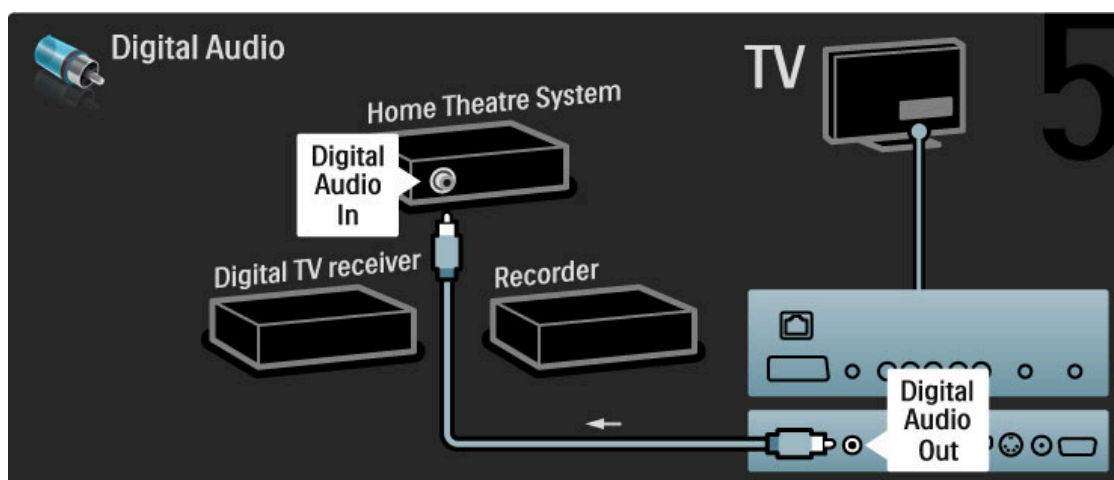 Digital Audio
TV
5
Home Theatre System
Digital
Audio
In
Digital TV receiver
Recorder
Digital
Audio
Out